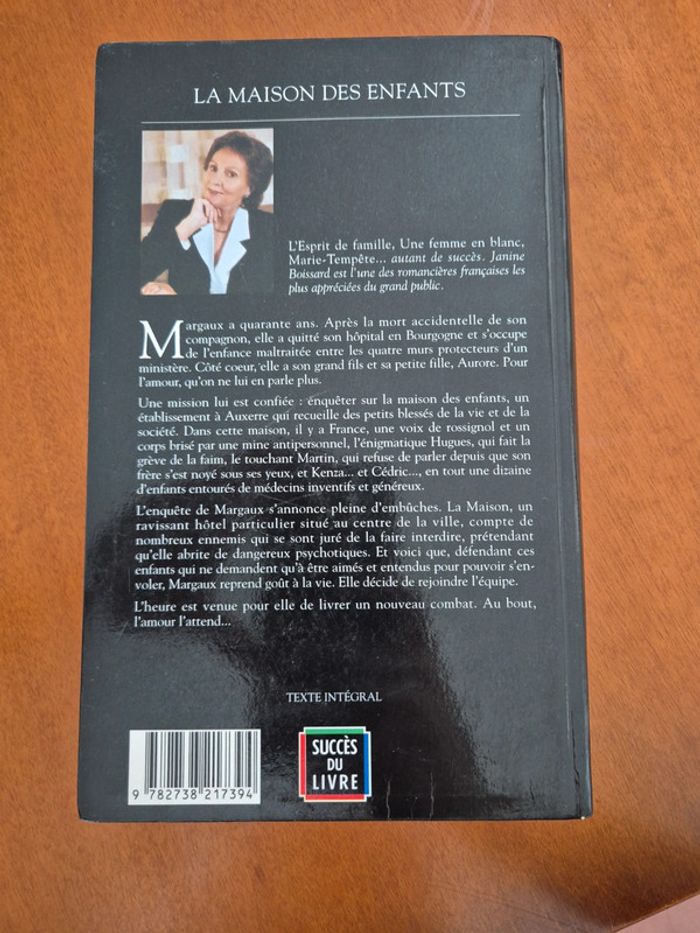 LA MAISON DES ENFANTS
L'Esprit de famille, Une femme en blanc,
Marie-Tempête... autant de succès. Janine
Boissard est l'une des romancières françaises les
plus appréciées du grand public.
Margaux a quarante ans. Après la mort accidentelle de son
compagnon, elle a quitté son hôpital en Bourgogne et s'occupe
de l'enfance maltraitée entre les quatre murs protecteurs d'un
ministère. Côté coeur, elle a son grand fils et sa petite fille, Aurore. Pour
l'amour, qu'on ne lui en parle plus.
Une mission lui est confiée : enquêter sur la maison des enfants, un
établissement à Auxerre qui recueille des petits blessés de la vie et de la
société. Dans cette maison, il y a France, une voix de rossignol et un
corps brisé par une mine antipersonnel, l'énigmatique Hugues, qui fait la
grève de la faim, le touchant Martin, qui refuse de parler depuis que son
frère s'est noyé sous ses yeux, et Kenza... et Cédric..., en tout une dizaine
d'enfants entourés de médecins inventifs et généreux.
L'enquête de Margaux s'annonce pleine d'embûches. La Maison, un
ravissant hôtel particulier situé au centre de la ville, compte de
nombreux ennemis qui se sont juré de la faire interdire, prétendant
qu'elle abrite de dangereux psychotiques. Et voici que, défendant ces
enfants qui ne demandent qu'à être aimés et entendus pour pouvoir s'en-
voler, Margaux reprend goût à la vie. Elle décide de rejoindre l'équipe.
L'heure est venue pour elle de livrer un nouveau combat. Au bout,
l'amour l'attend...
TEXTE INTÉGRAL
SUCCÈS
DU
LIVRE
9 782738 217394